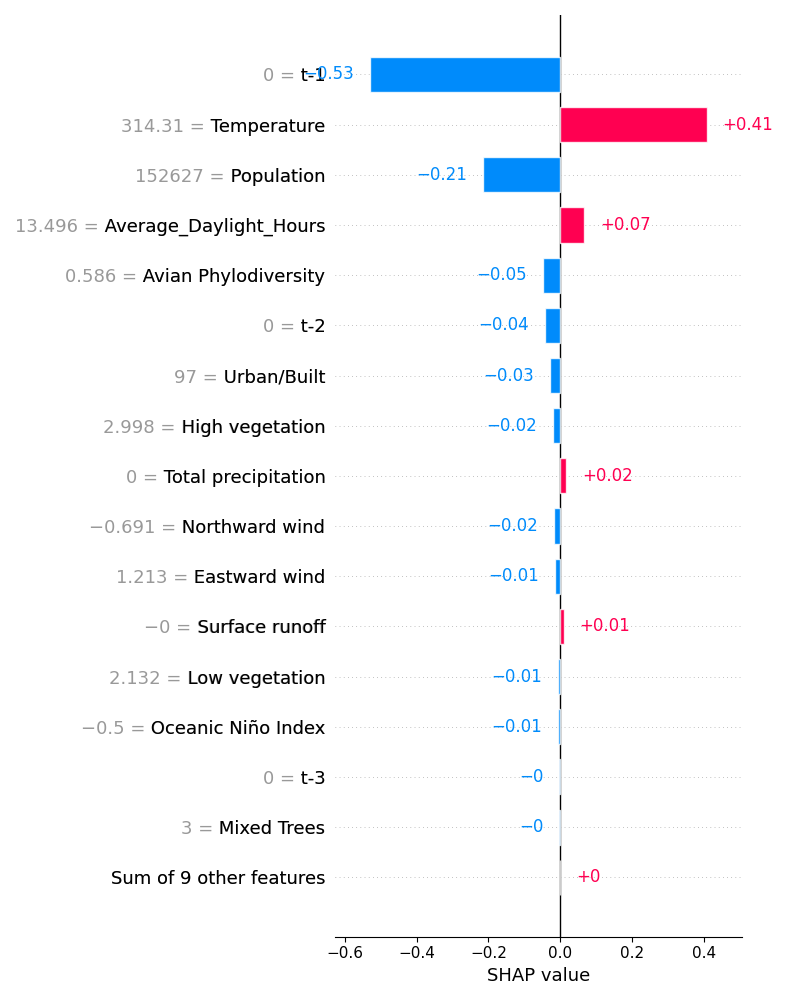 0 = t-1 −0.53
314.31 = Temperature +0.41
152627 = Population −0.21
13.496 = Average_Daylight_Hours +0.07
0.586 = Avian Phylodiversity −0.05
0 = t-2 −0.04
97 = Urban/Built −0.03
2.998 = High vegetation −0.02
0 = Total precipitation +0.02
−0.691 = Northward wind −0.02
1.213 = Eastward wind −0.01
−0 = Surface runoff +0.01
2.132 = Low vegetation −0.01
−0.5 = Oceanic Niño Index −0.01
0 = t-3 −0
3 = Mixed Trees −0
Sum of 9 other features +0
−0.6 −0.4 −0.2 0.0 0.2 0.4
SHAP value